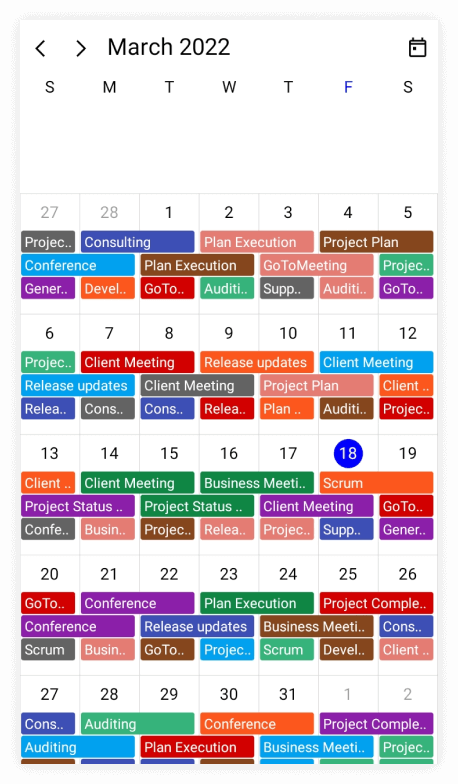 March 2022
S M T W T F S
27 28 1 2 3 4 5
Projec.. Consulting Plan Execution Project Plan
Conference Plan Execution GoToMeeting Projec..
Gener.. Devel.. GoTo.. Auditi.. Supp.. Auditi.. GoTo..
6 7 8 9 10 11 12
Projec.. Client Meeting Release updates Client Meeting
Release updates Client Meeting Project Plan Client ..
Relea.. Cons.. Cons.. Relea.. Plan .. Auditi.. Projec..
13 14 15 16 17 18 19
Client .. Client Meeting Business Meeti.. Scrum
Project Status .. Project Status .. Client Meeting GoTo..
Confe.. Busin.. Projec.. Relea.. Projec.. Supp.. Gener..
20 21 22 23 24 25 26
GoTo.. Conference Plan Execution Project Comple..
Conference Release updates Business Meeti.. Cons..
Scrum Busin.. GoTo.. Projec.. Scrum Devel.. Client ..
27 28 29 30 31 1 2
Cons.. Auditing Conference Project Comple..
Auditing Plan Execution Business Meeti.. Projec..